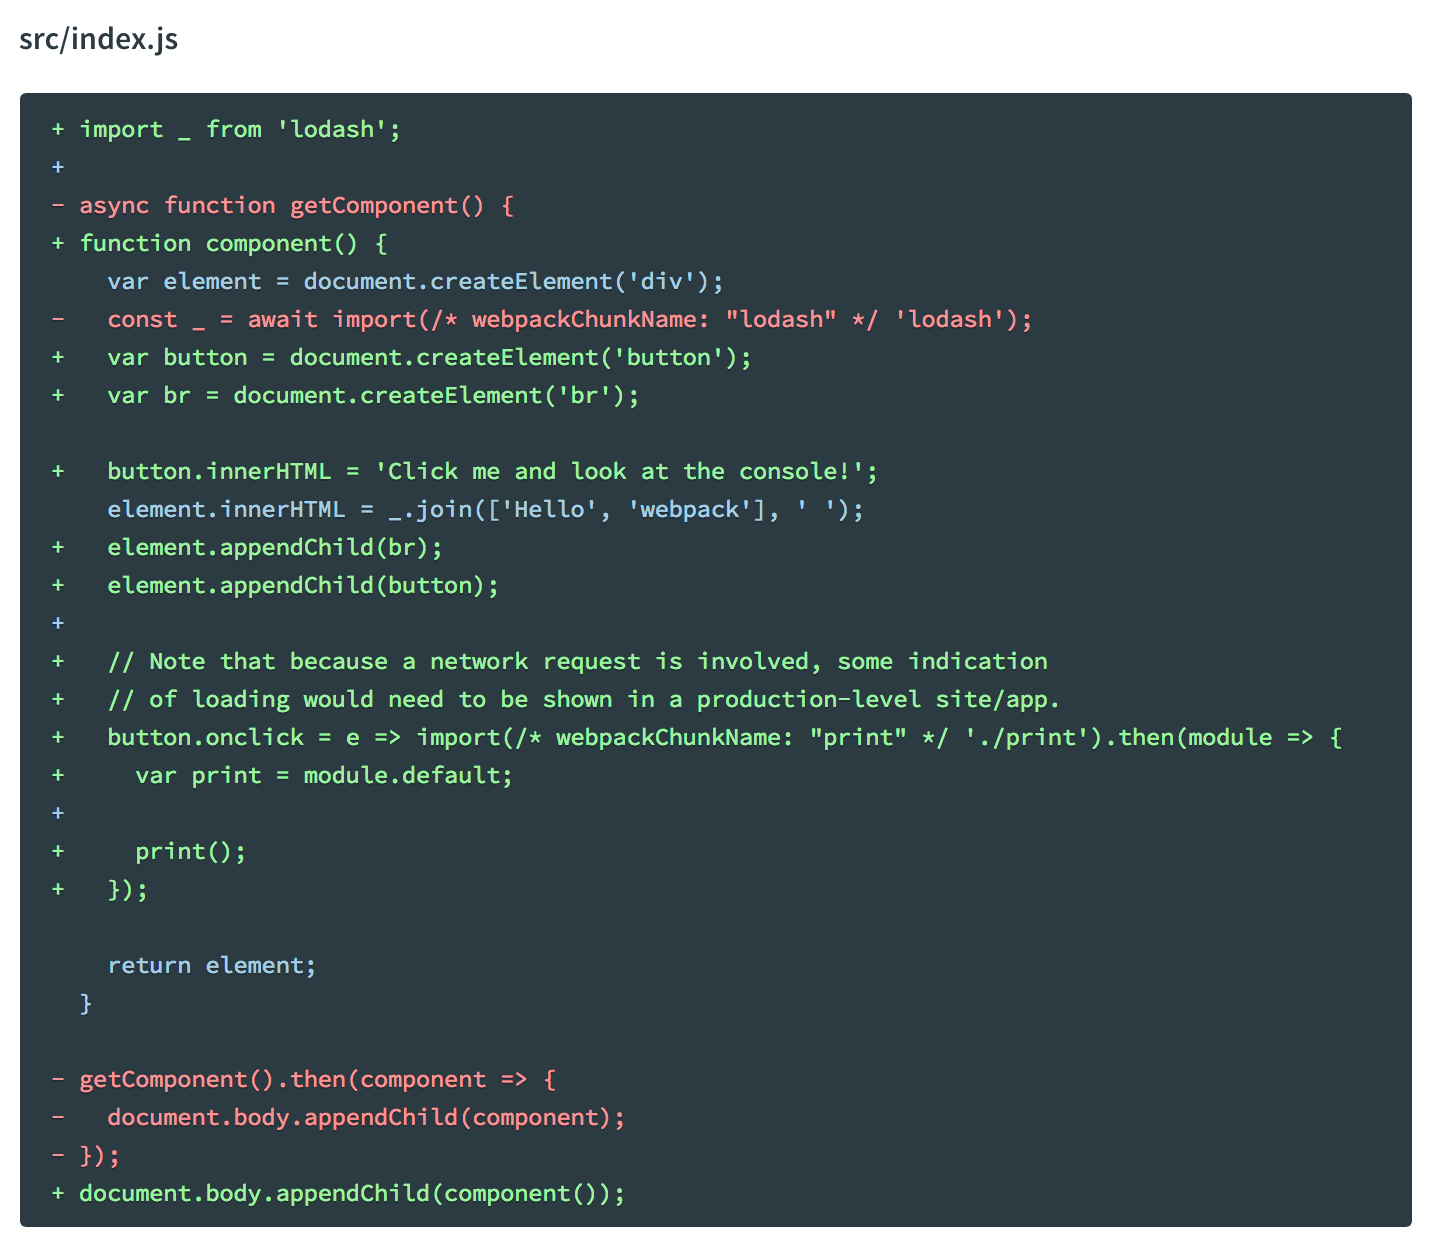 src/index.js
+ import _ from 'lodash';
+
- async function getComponent() {
+ function component() {
    var element = document.createElement('div');
-   const _ = await import(/* webpackChunkName: "lodash" */ 'lodash');
+   var button = document.createElement('button');
+   var br = document.createElement('br');

+   button.innerHTML = 'Click me and look at the console!';
    element.innerHTML = _.join(['Hello', 'webpack'], ' ');
+   element.appendChild(br);
+   element.appendChild(button);
+
+   // Note that because a network request is involved, some indication
+   // of loading would need to be shown in a production-level site/app.
+   button.onclick = e => import(/* webpackChunkName: "print" */ './print').then(module => {
+     var print = module.default;
+
+     print();
+   });

    return element;
  }

- getComponent().then(component => {
-   document.body.appendChild(component);
- });
+ document.body.appendChild(component());